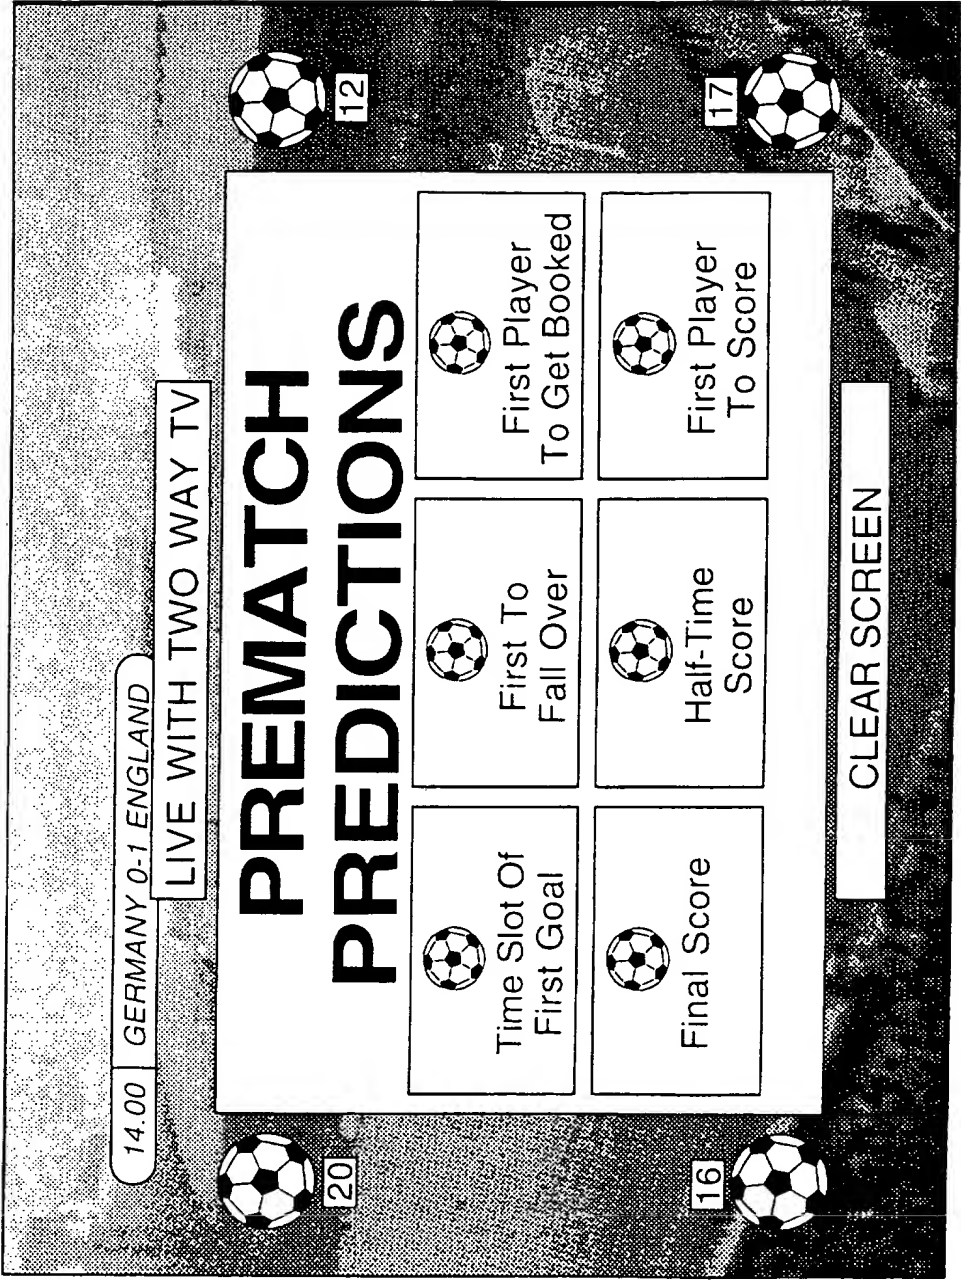 14.00 GERMANY 0-1 ENGLAND
LIVE WITH TWO WAY TV
20
12
PREMATCH
PREDICTIONS
Time Slot Of
First Goal
First To
Fall Over
First Player
To Get Booked
Final Score
Half-Time
Score
First Player
To Score
16
17
CLEAR SCREEN